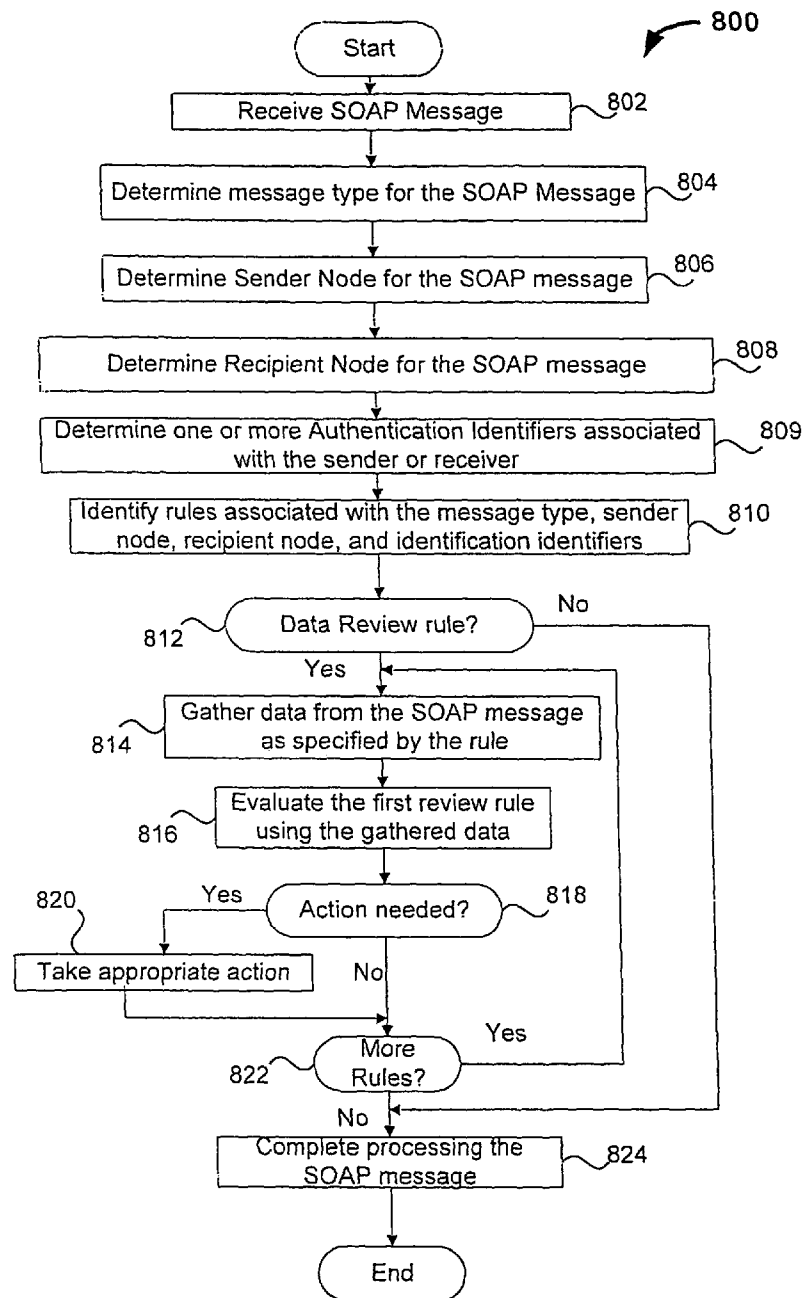 800
Start
Receive SOAP Message
802
Determine message type for the SOAP Message
804
Determine Sender Node for the SOAP message
806
Determine Recipient Node for the SOAP message
808
Determine one or more Authentication Identifiers associated
with the sender or receiver
809
Identify rules associated with the message type, sender
node, recipient node, and identification identifiers
810
812
Data Review rule?
No
Yes
Gather data from the SOAP message
as specified by the rule
814
Evaluate the first review rule
using the gathered data
816
Yes
Action needed?
818
820
Take appropriate action
No
More
Rules?
Yes
822
No
Complete processing the
SOAP message
824
End